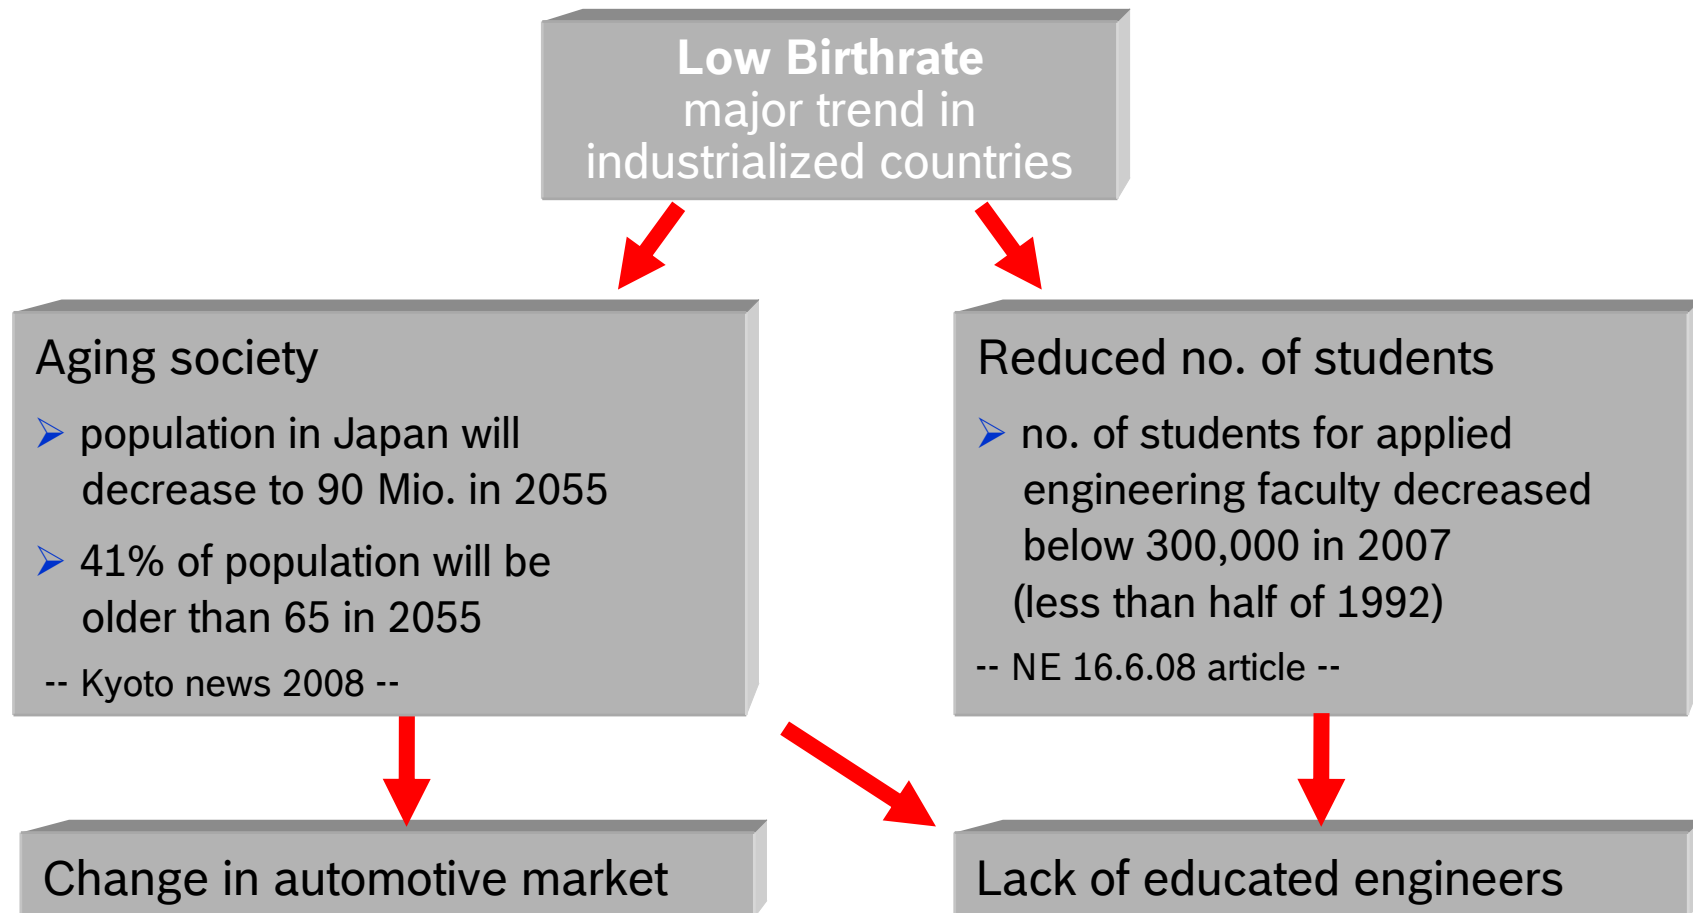 Low Birthrate
major trend in
industrialized countries
Aging society
population in Japan will
decrease to 90 Mio. in 2055
41% of population will be
older than 65 in 2055
-- Kyoto news 2008 --
Reduced no. of students
no. of students for applied
engineering faculty decreased
below 300,000 in 2007
(less than half of 1992)
-- NE 16.6.08 article --
Change in automotive market
Lack of educated engineers